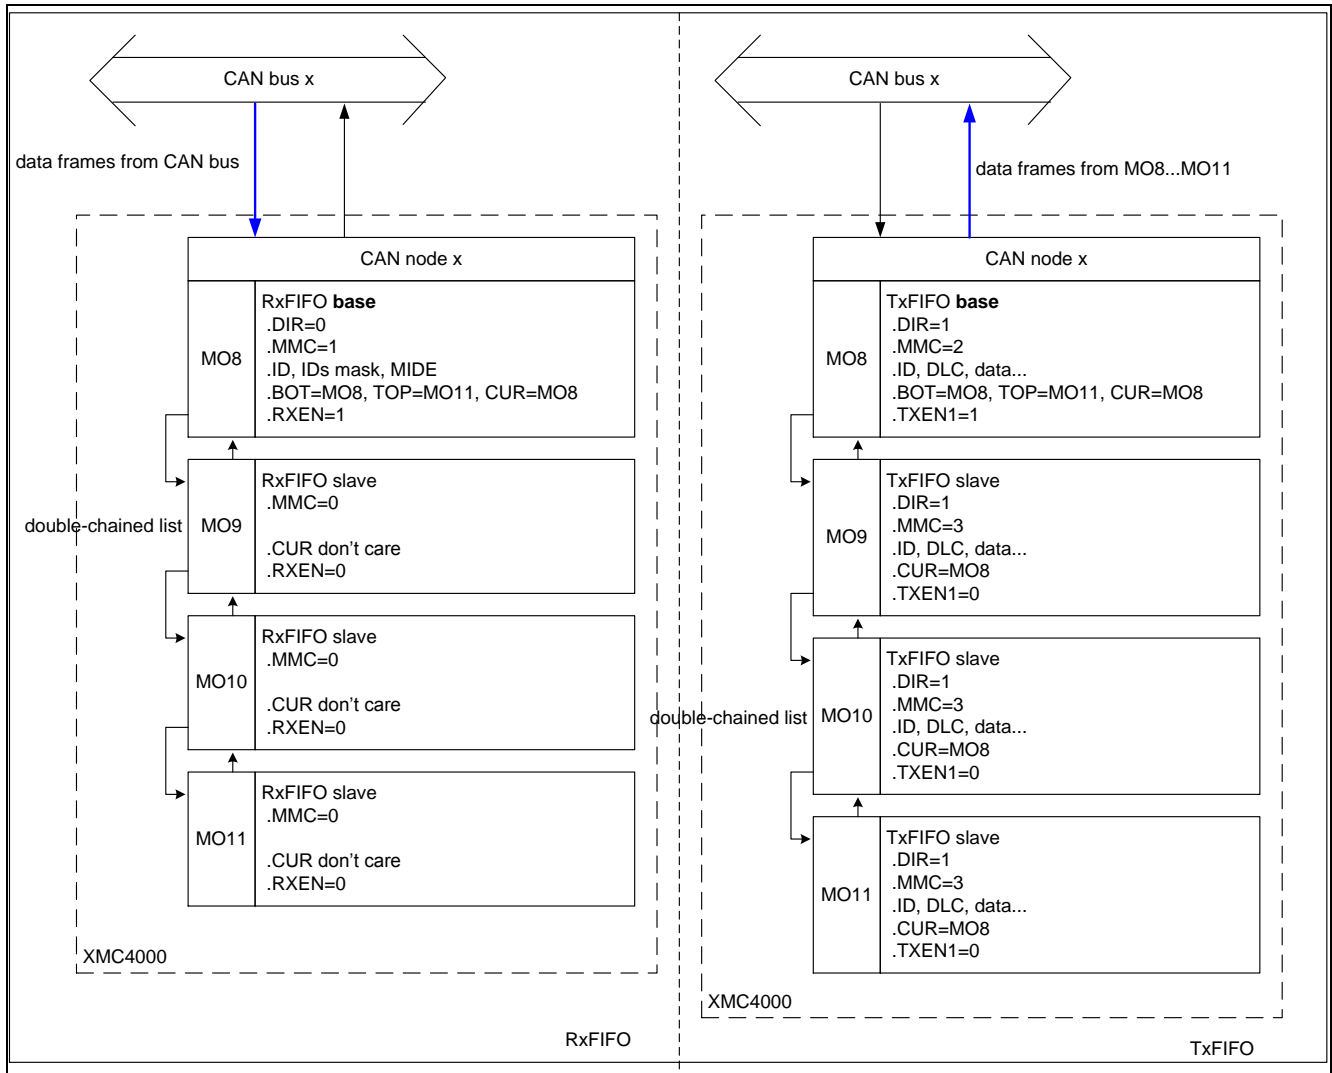 CAN bus x
data frames from CAN bus
CAN node x
MO8
RxFIFO base
.DIR=0
.MMC=1
.ID, IDs mask, MIDE
.BOT=MO8, TOP=MO11, CUR=MO8
.RXEN=1
double-chained list
MO9
RxFIFO slave
.MMC=0
.CUR don't care
.RXEN=0
MO10
RxFIFO slave
.MMC=0
.CUR don't care
.RXEN=0
MO11
RxFIFO slave
.MMC=0
.CUR don't care
.RXEN=0
XMC4000
RxFIFO
CAN bus x
data frames from MO8...MO11
CAN node x
MO8
TxFIFO base
.DIR=1
.MMC=2
.ID, DLC, data...
.BOT=MO8, TOP=MO11, CUR=MO8
.TXEN1=1
MO9
TxFIFO slave
.DIR=1
.MMC=3
.ID, DLC, data...
.CUR=MO8
.TXEN1=0
double-chained list
MO10
TxFIFO slave
.DIR=1
.MMC=3
.ID, DLC, data...
.CUR=MO8
.TXEN1=0
MO11
TxFIFO slave
.DIR=1
.MMC=3
.ID, DLC, data...
.CUR=MO8
.TXEN1=0
XMC4000
TxFIFO